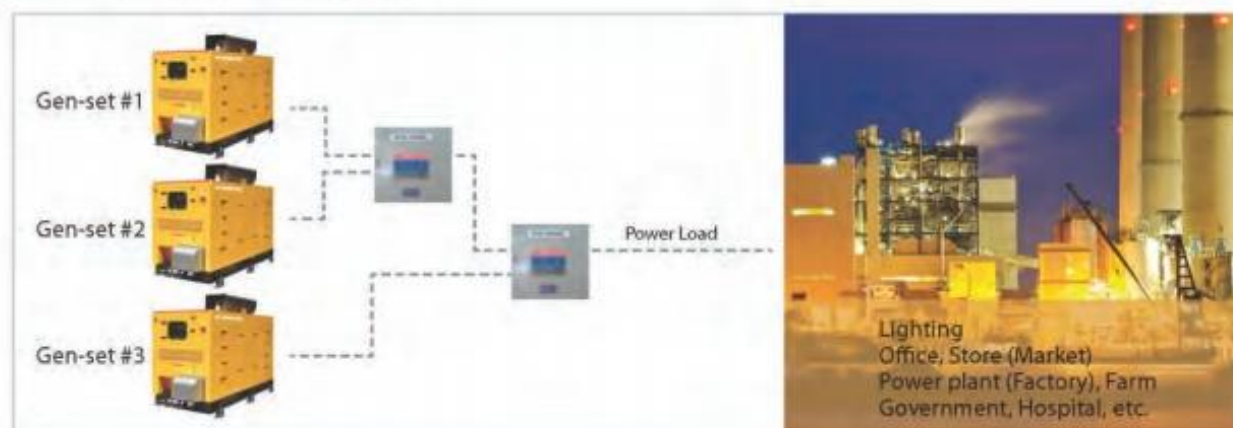 Gen-set #1
Gen-set #2
Gen-set #3
Power Load
Lighting
Office, Store (Market)
Power plant (Factory), Farm
Government, Hospital, etc.